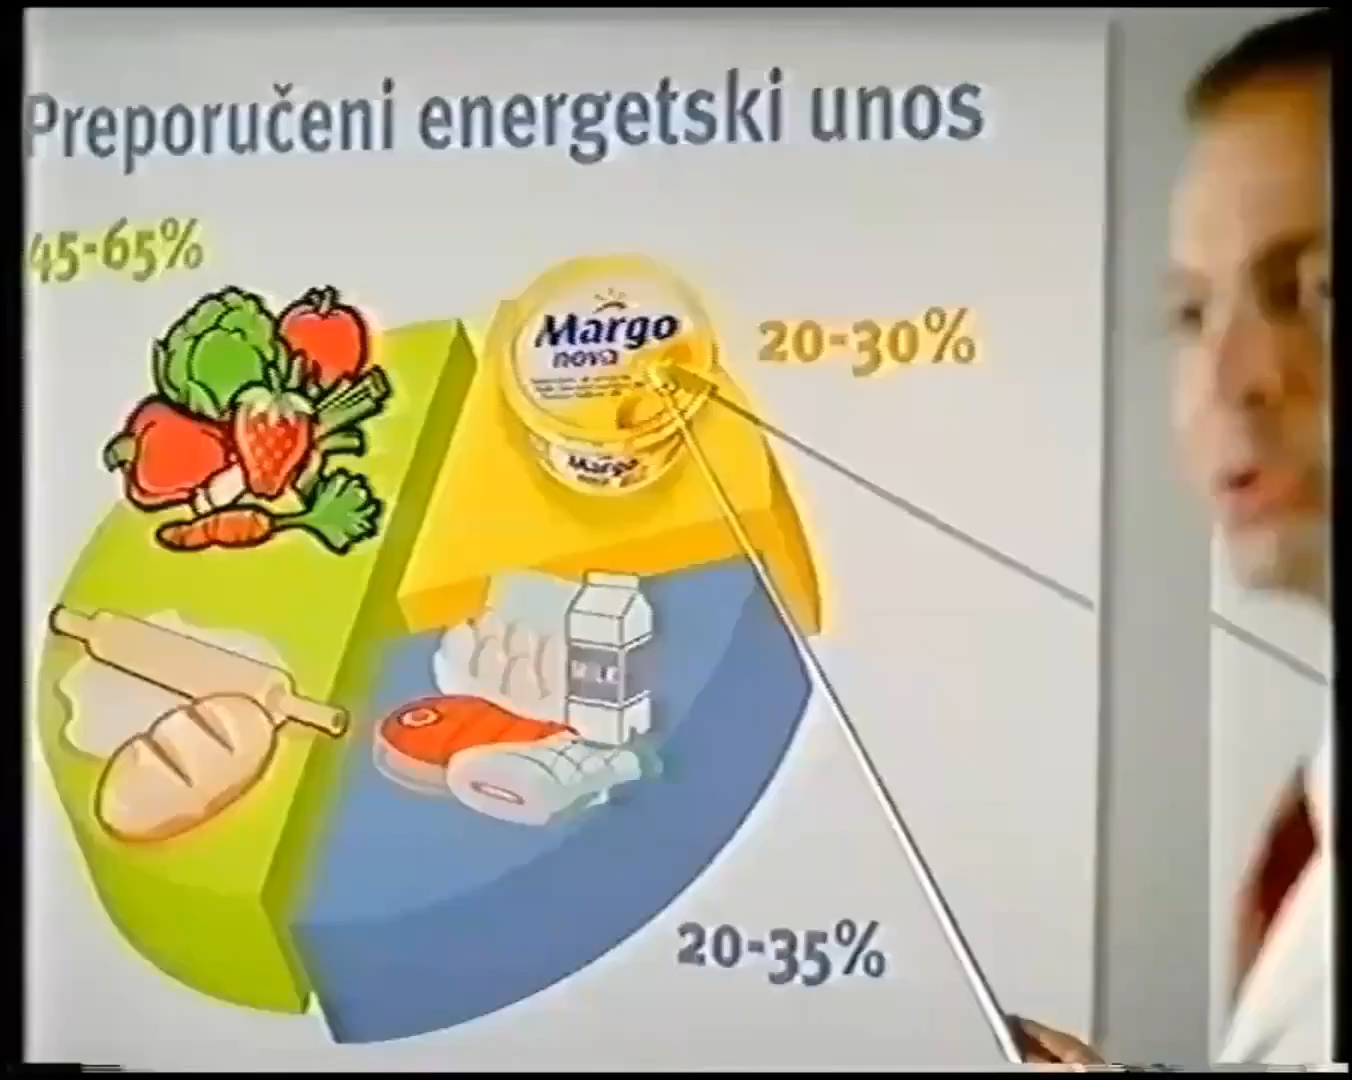 Preporučeni energetski unos
45-65%
Margo
nova
20-30%
Margo
MILK
20-35%